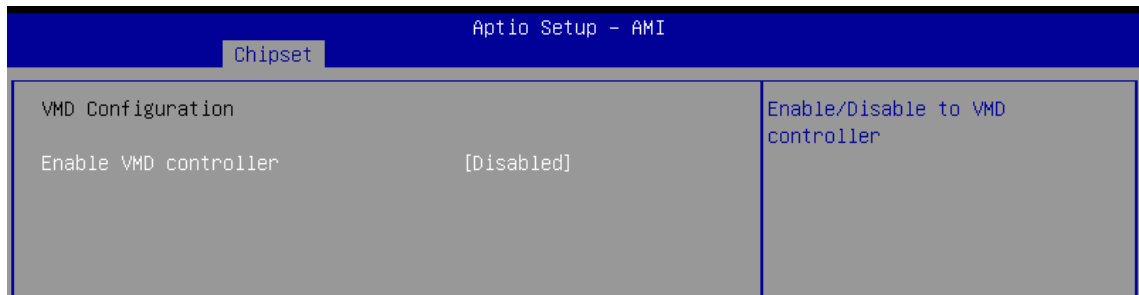 Aptio Setup - AMI
Chipset
VMD Configuration
Enable VMD controller [Disabled]
Enable/Disable to VMD
controller